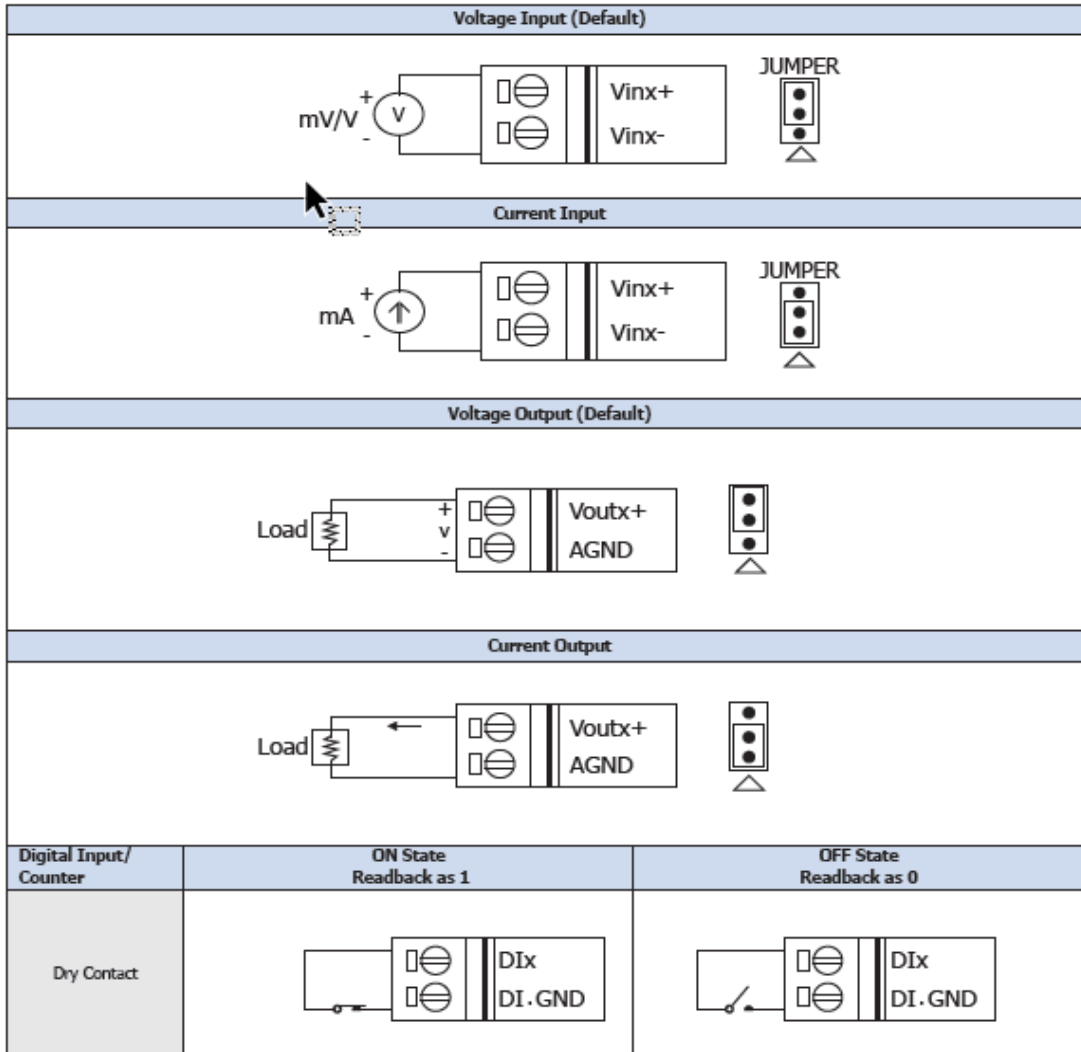 Voltage Input (Default)
JUMPER
+
mV/V
V
-
Vinx+
Vinx-
Current Input
JUMPER
+
mA
-
Vinx+
Vinx-
Voltage Output (Default)
Load
+
v
-
Voutx+
AGND
Current Output
Load
Voutx+
AGND
Digital Input/
Counter
ON State
Readback as 1
OFF State
Readback as 0
Dry Contact
DIx
DI.GND
DIx
DI.GND